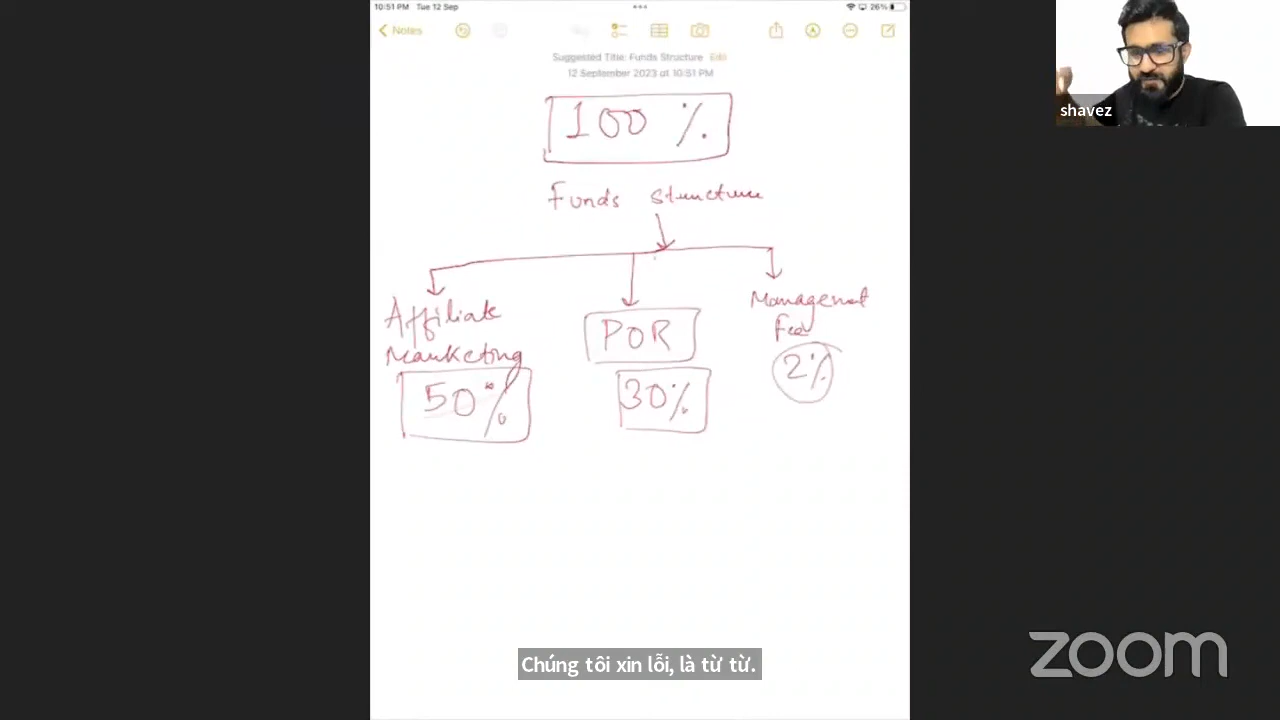 10:51 PM Tue 12 Sep
26%
Notes
Suggested Title: Funds Structure Edit
12 September 2023 at 10:51 PM
shavez
100 %
Funds structure
Affiliate
Marketing
50%
POR
30%
Management
Fee
2%
Chúng tôi xin lỗi, là từ từ.
zoom